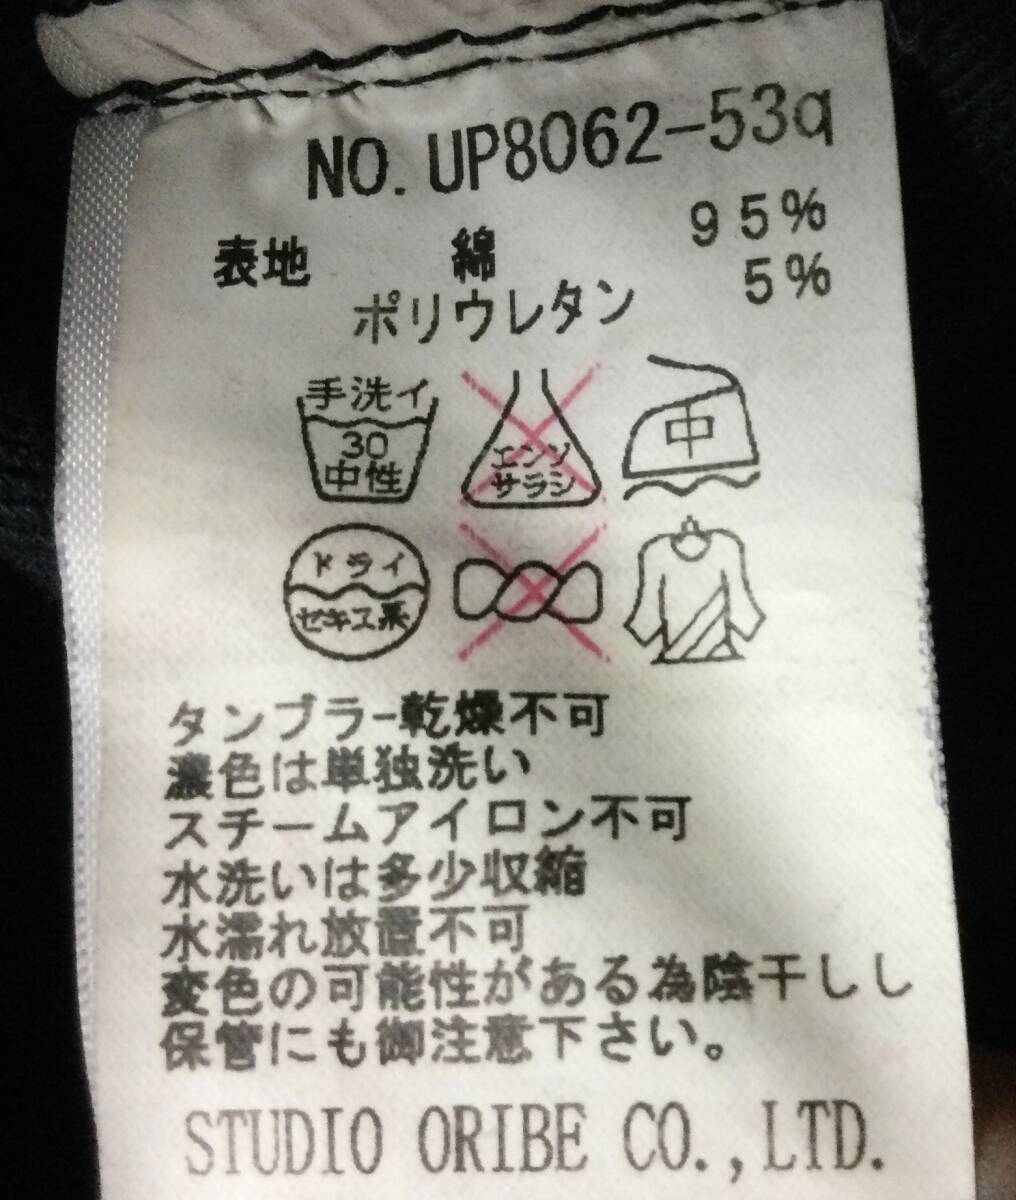 NO. UP8062-53q
表地 綿 95%
ポリウレタン 5%
手洗イ
30
中性
エンソ
サラシ
中
ドライ
セキユ系
タンブラー乾燥不可
濃色は単独洗い
スチームアイロン不可
水洗いは多少収縮
水濡れ放置不可
変色の可能性がある為陰干しし
保管にも御注意下さい。
STUDIO ORIBE CO.,LTD.